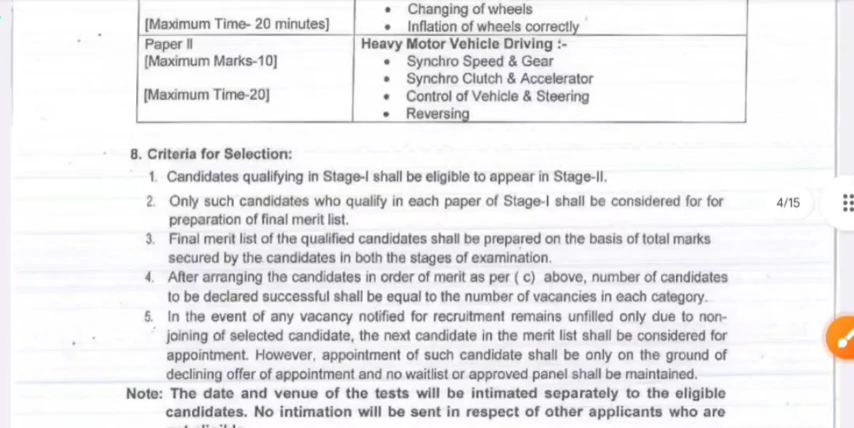 • Changing of wheels
[Maximum Time- 20 minutes] • Inflation of wheels correctly
Paper II Heavy Motor Vehicle Driving :-
[Maximum Marks-10] • Synchro Speed & Gear
• Synchro Clutch & Accelerator
[Maximum Time-20] • Control of Vehicle & Steering
• Reversing
8. Criteria for Selection:
1. Candidates qualifying in Stage-I shall be eligible to appear in Stage-II.
2. Only such candidates who qualify in each paper of Stage-I shall be considered for for
preparation of final merit list.
4/15
3. Final merit list of the qualified candidates shall be prepared on the basis of total marks
secured by the candidates in both the stages of examination.
4. After arranging the candidates in order of merit as per ( c) above, number of candidates
to be declared successful shall be equal to the number of vacancies in each category.
5. In the event of any vacancy notified for recruitment remains unfilled only due to non-
joining of selected candidate, the next candidate in the merit list shall be considered for
appointment. However, appointment of such candidate shall be only on the ground of
declining offer of appointment and no waitlist or approved panel shall be maintained.
Note: The date and venue of the tests will be intimated separately to the eligible
candidates. No intimation will be sent in respect of other applicants who are